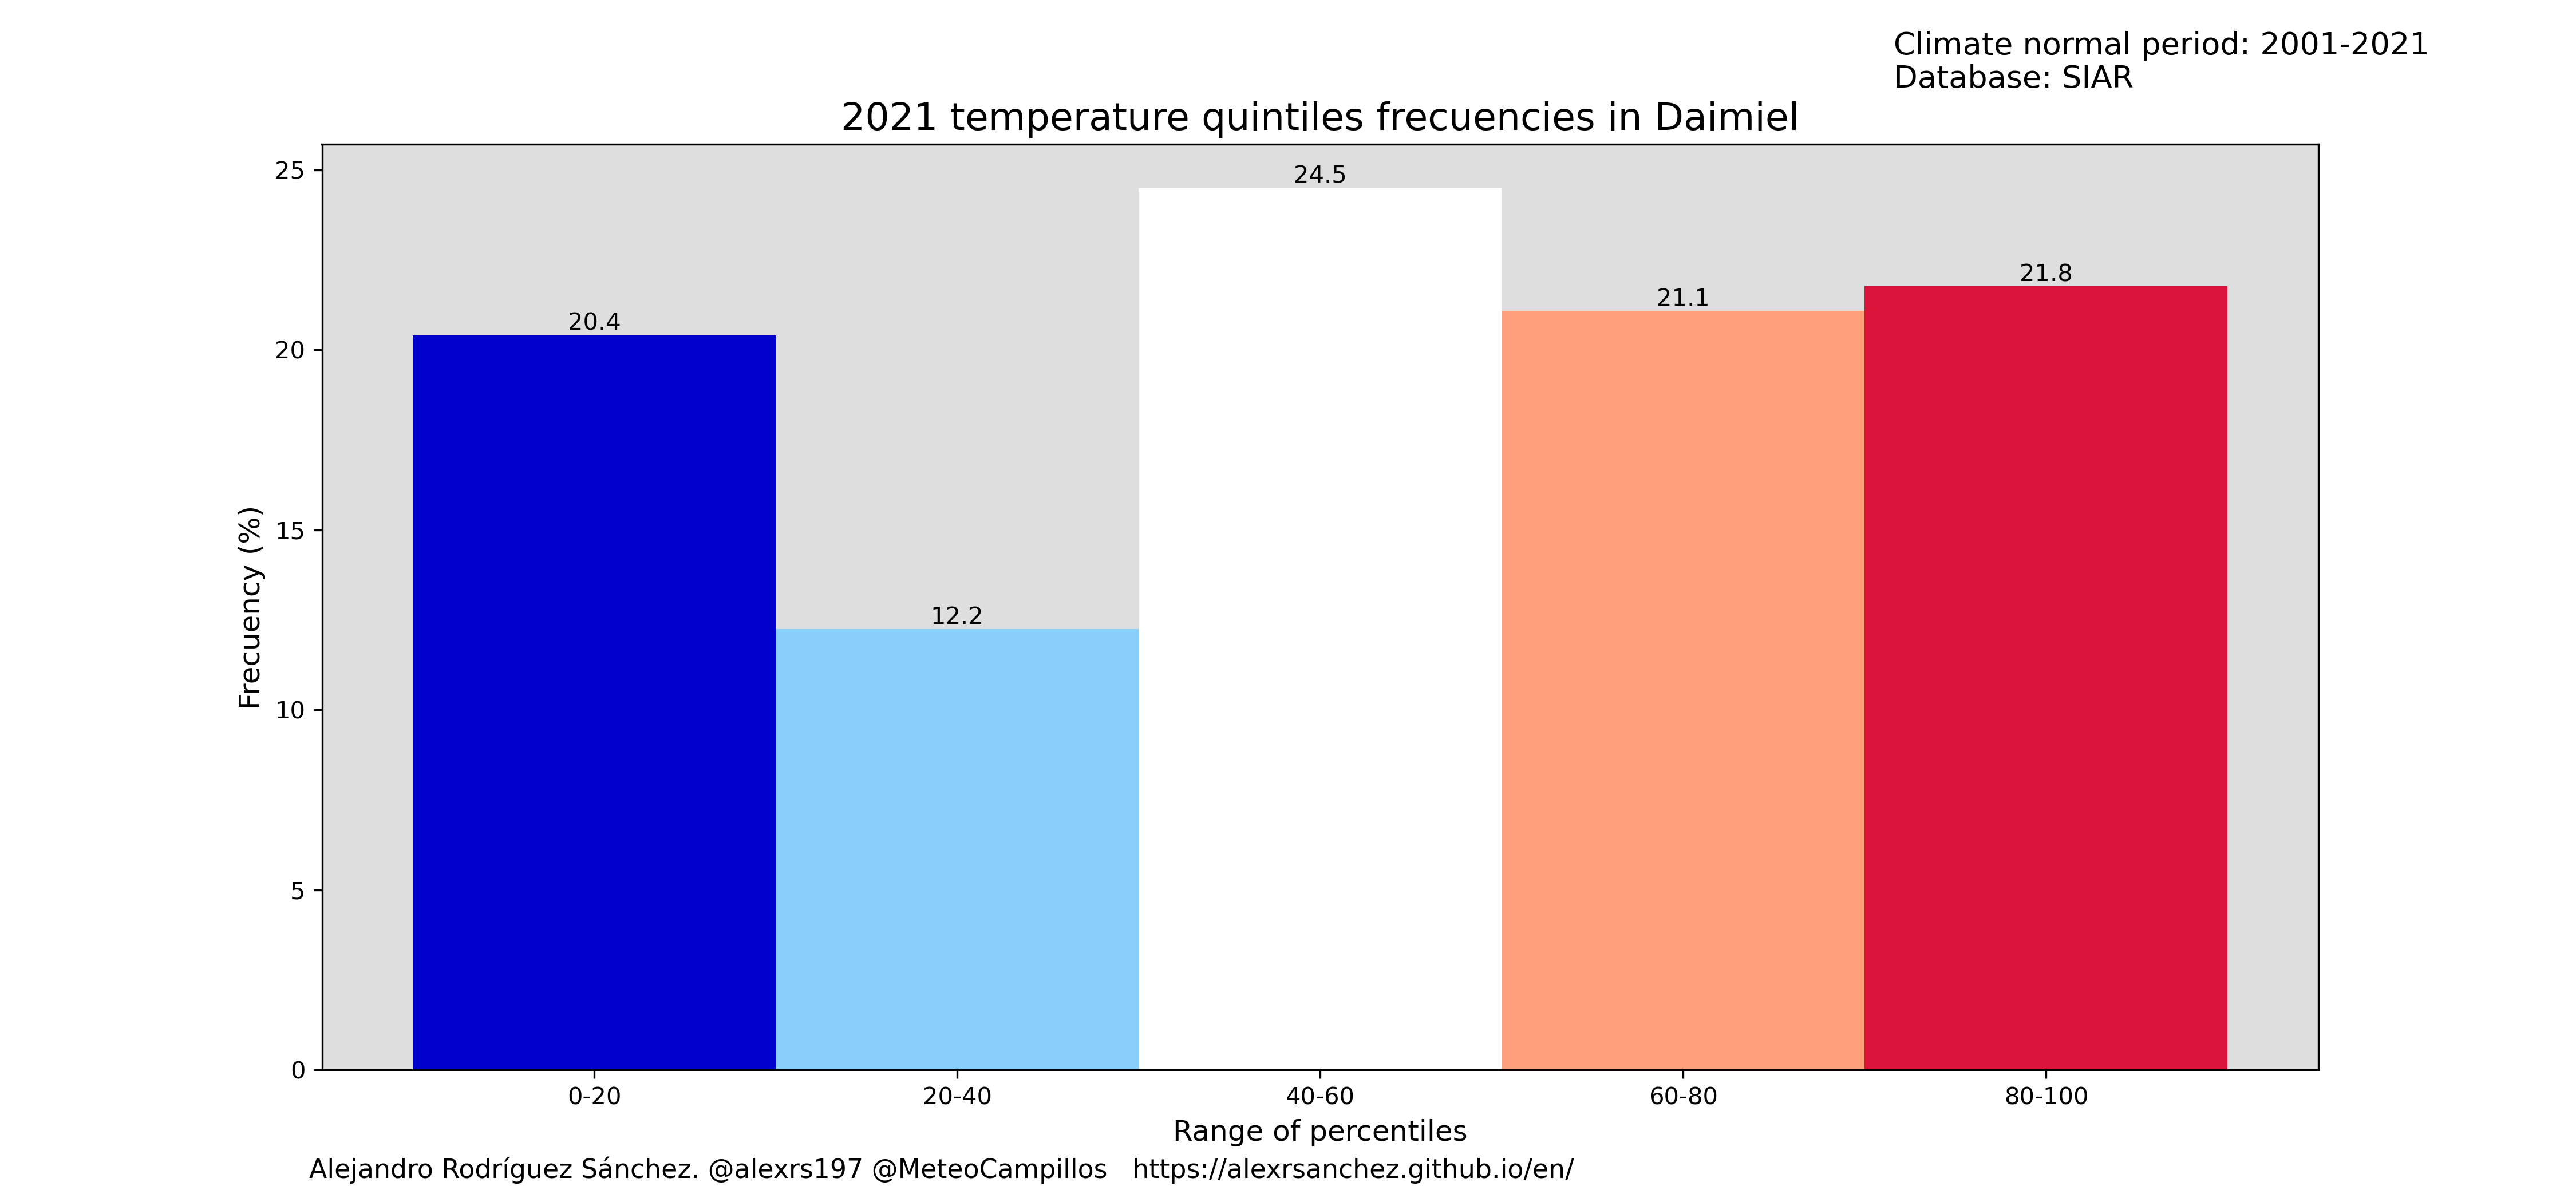 Climate normal period: 2001-2021
Database: SIAR
2021 temperature quintiles frecuencies in Daimiel
25
20
15
10
5
0
Frecuency (%)
20.4
12.2
24.5
21.1
21.8
0-20
20-40
40-60
60-80
80-100
Range of percentiles
Alejandro Rodríguez Sánchez. @alexrs197 @MeteoCampillos https://alexrsanchez.github.io/en/